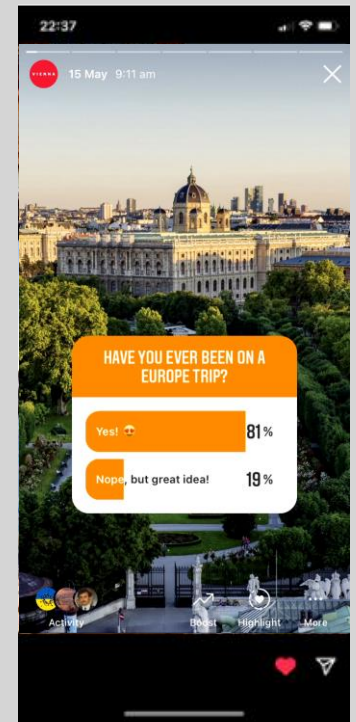 22:37
VIENNA
15 May 9:11 am
HAVE YOU EVER BEEN ON A
EUROPE TRIP?
Yes! 😍 81%
Nope, but great idea! 19%
Activity
Boost
Highlight
More